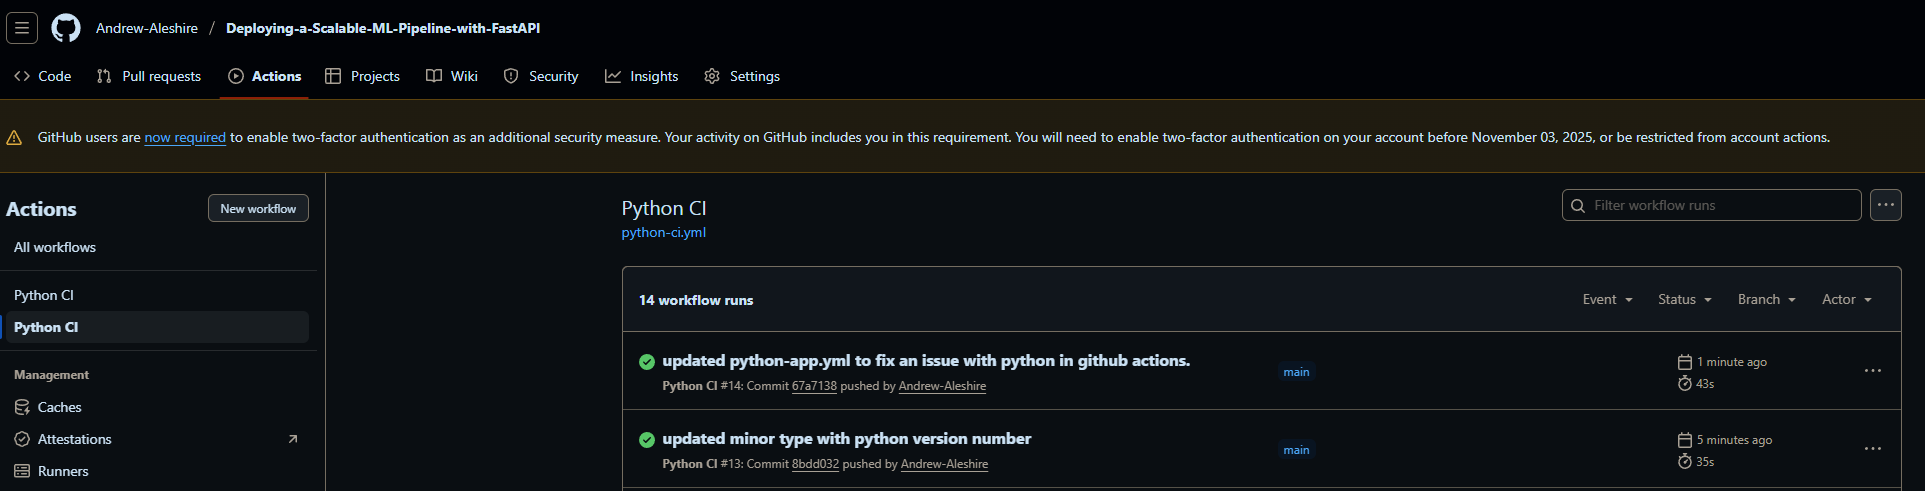 Andrew-Aleshire / Deploying-a-Scalable-ML-Pipeline-with-FastAPI
Code Pull requests Actions Projects Wiki Security Insights Settings
GitHub users are now required to enable two-factor authentication as an additional security measure. Your activity on GitHub includes you in this requirement. You will need to enable two-factor authentication on your account before November 03, 2025, or be restricted from account actions.
Actions
New workflow
All workflows
Python CI
Python CI
Management
Caches
Attestations
Runners
Python CI
python-ci.yml
Filter workflow runs
14 workflow runs
Event Status Branch Actor
updated python-app.yml to fix an issue with python in github actions.
Python CI #14: Commit 67a7138 pushed by Andrew-Aleshire
main
1 minute ago
43s
updated minor type with python version number
Python CI #13: Commit 8bdd032 pushed by Andrew-Aleshire
main
5 minutes ago
35s